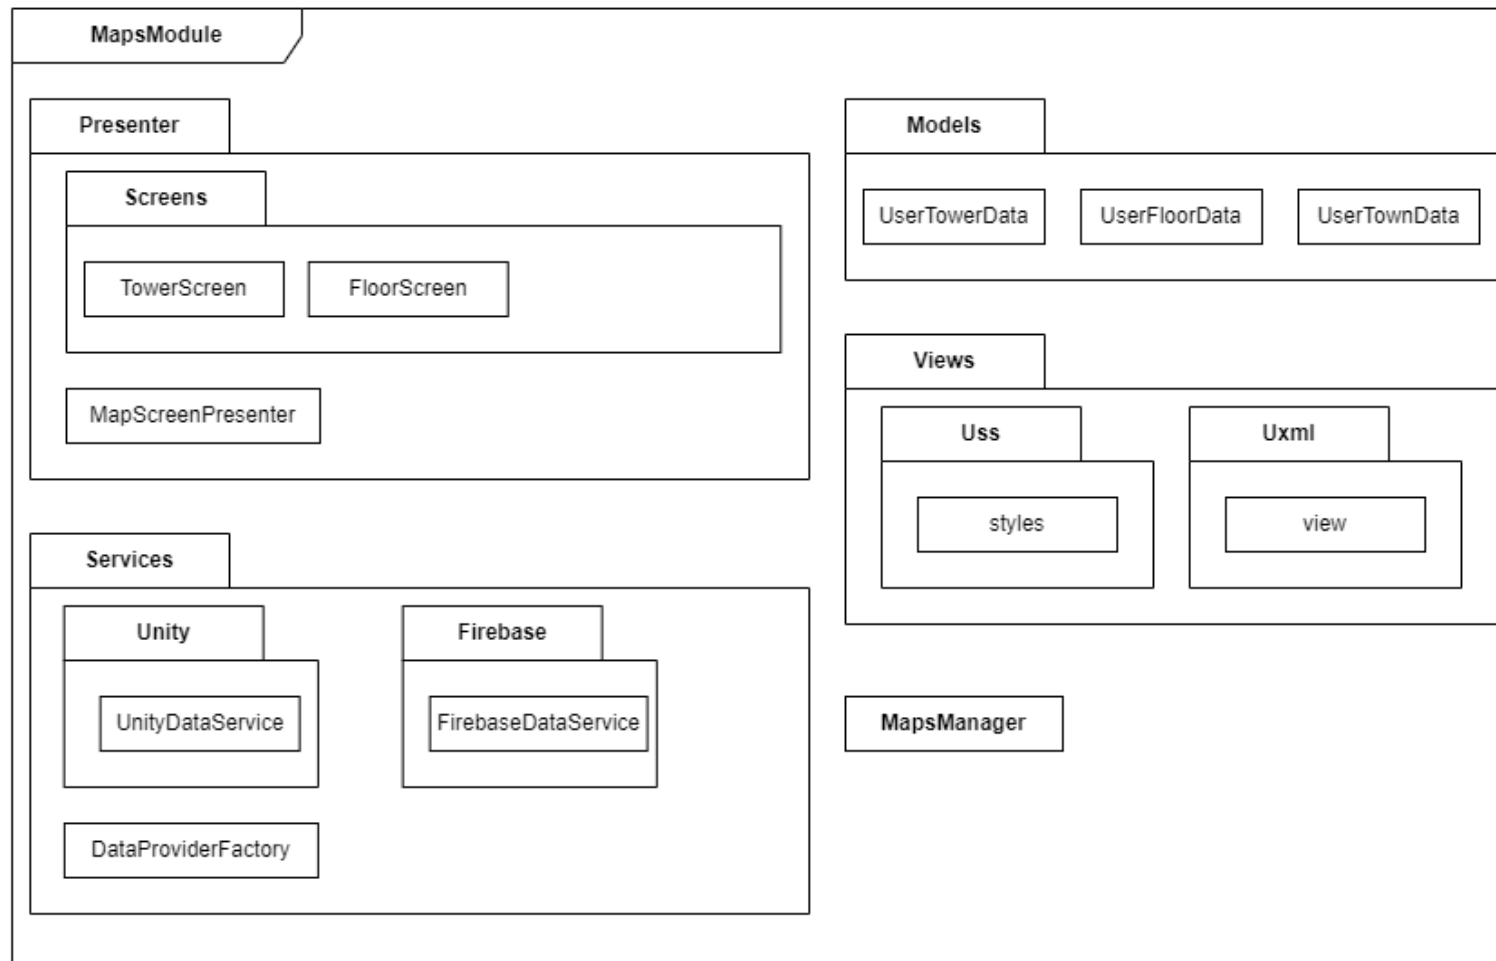 MapsModule
Presenter
Screens
TowerScreen
FloorScreen
MapScreenPresenter
Services
Unity
UnityDataService
Firebase
FirebaseDataService
DataProviderFactory
Models
UserTowerData
UserFloorData
UserTownData
Views
Uss
styles
Uxml
view
MapsManager